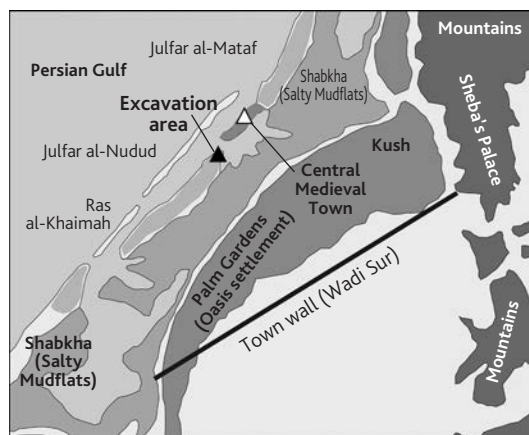 Mountains
Julfar al-Mataf
Persian Gulf
Shabkha
(Salty Mudflats)
Sheba's Palace
Excavation
area
Julfar al-Nudud
Kush
Central
Medieval
Town
Ras
al-Khaimah
Palm Gardens
(Oasis settlement)
Town wall (Wadi Sur)
Shabkha
(Salty
Mudflats)
Mountains